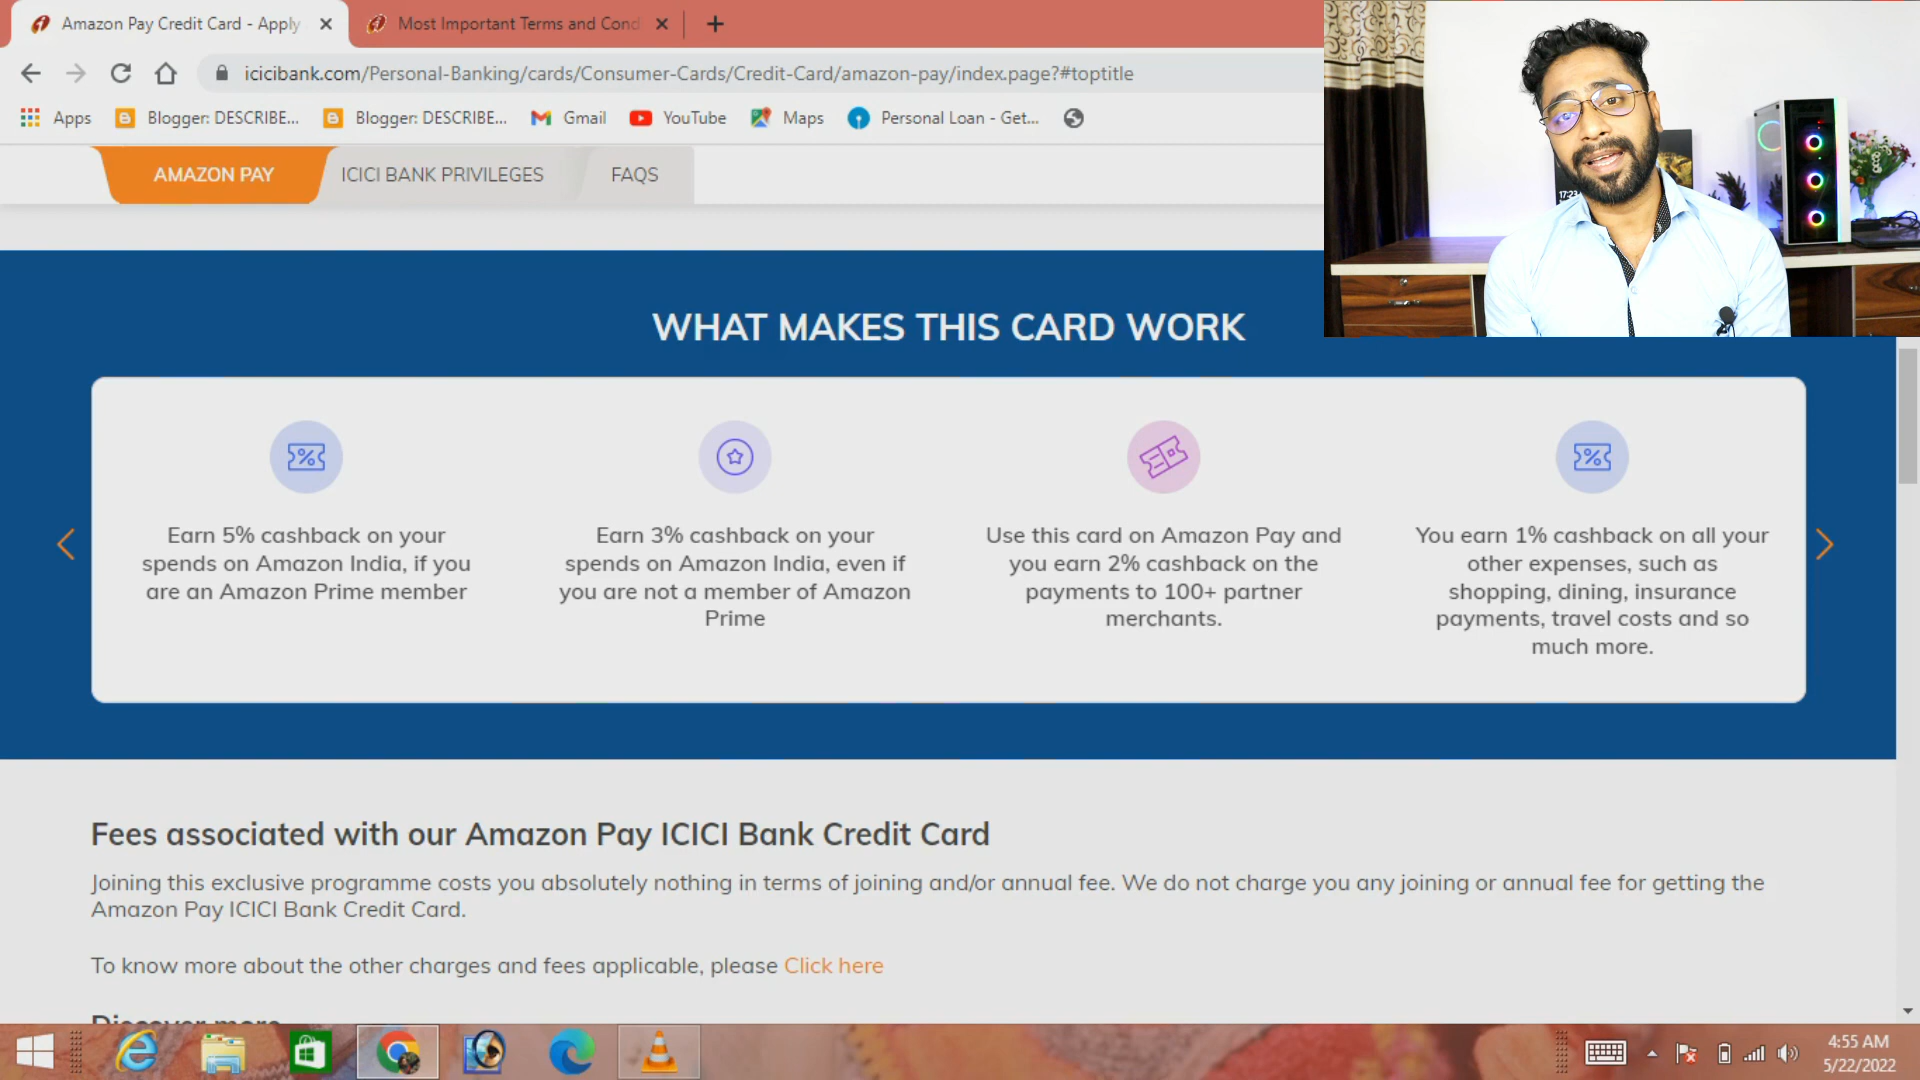 Amazon Pay Credit Card - Apply
Most Important Terms and Cond
icicibank.com/Personal-Banking/cards/Consumer-Cards/Credit-Card/amazon-pay/index.page?#toptitle
Apps
Blogger: DESCRIBE...
Blogger: DESCRIBE...
Gmail
YouTube
Maps
Personal Loan - Get...
AMAZON PAY
ICICI BANK PRIVILEGES
FAQS
17:23
WHAT MAKES THIS CARD WORK
Earn 5% cashback on your
spends on Amazon India, if you
are an Amazon Prime member
Earn 3% cashback on your
spends on Amazon India, even if
you are not a member of Amazon
Prime
Use this card on Amazon Pay and
you earn 2% cashback on the
payments to 100+ partner
merchants.
You earn 1% cashback on all your
other expenses, such as
shopping, dining, insurance
payments, travel costs and so
much more.
Fees associated with our Amazon Pay ICICI Bank Credit Card
Joining this exclusive programme costs you absolutely nothing in terms of joining and/or annual fee. We do not charge you any joining or annual fee for getting the
Amazon Pay ICICI Bank Credit Card.
To know more about the other charges and fees applicable, please Click here
Discover more
4:55 AM
5/22/2022